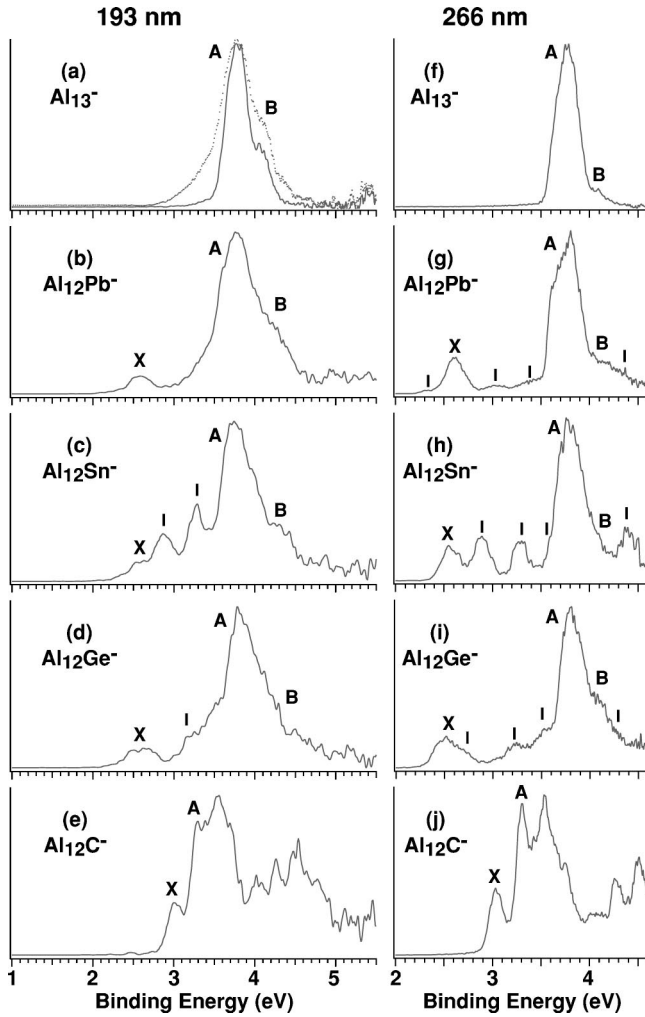 193 nm
266 nm
(a)
Al13-
A
B
(f)
Al13-
A
B
(b)
Al12Pb-
X
A
B
(g)
Al12Pb-
I
X
I
I
A
B
I
(c)
Al12Sn-
X
I
I
A
B
(h)
Al12Sn-
X
I
I
I
A
B
I
(d)
Al12Ge-
X
I
A
B
(i)
Al12Ge-
X
I
I
I
A
B
I
(e)
Al12C-
X
A
(j)
Al12C-
X
A
1 2 3 4 5
2 3 4
Binding Energy (eV)
Binding Energy (eV)